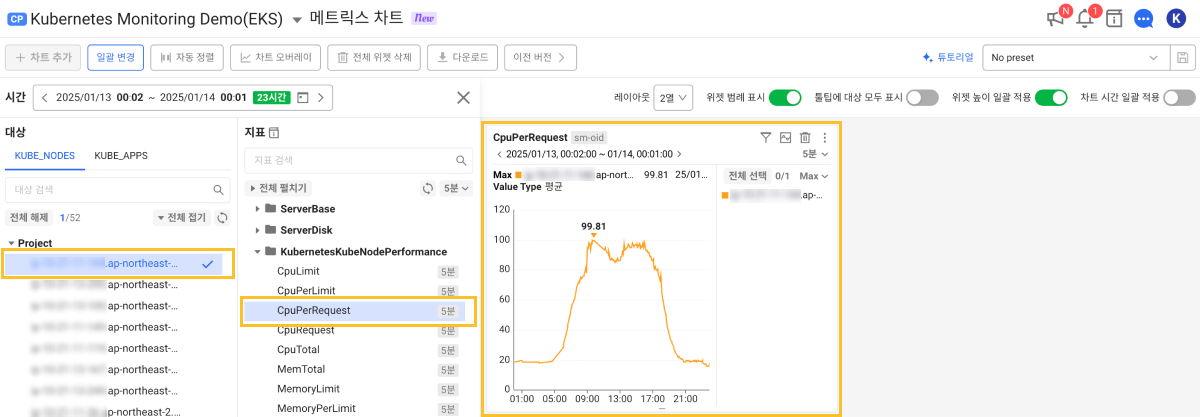 CP Kubernetes Monitoring Demo(EKS) 메트릭스 차트 New N 1 K
+ 차트 추가 일괄 변경 자동 정렬 차트 오버레이 전체 위젯 삭제 다운로드 이전 버전 튜토리얼 No preset
시간 2025/01/13 00:02 ~ 2025/01/14 00:01 23시간 레이아웃 2열 위젯 범례 표시 툴팁에 대상 모두 표시 위젯 높이 일괄 적용 차트 시간 일괄 적용
대상
KUBE_NODES KUBE_APPS
대상 검색
전체 해제 1/52 전체 접기
Project
.ap-northeast-...
.ap-northeast-...
.ap-northeast-...
.ap-northeast-...
.ap-northeast-...
.ap-northeast-...
.ap-northeast-...
p-northeast-2.
지표
지표 검색
전체 펼치기 5분
ServerBase
ServerDisk
KubernetesKubeNodePerformance
CpuLimit 5분
CpuPerLimit 5분
CpuPerRequest 5분
CpuRequest 5분
CpuTotal 5분
MemTotal 5분
MemoryLimit 5분
MemoryPerLimit 5분
CpuPerRequest sm-oid
2025/01/13, 00:02:00 ~ 01/14, 00:01:00 5분
Max .ap-nort... 99.81 25/01...
Value Type 평균
전체 선택 0/1 Max
.ap-...
120
100
80
60
40
20
0
99.81
01:00 05:00 09:00 13:00 17:00 21:00